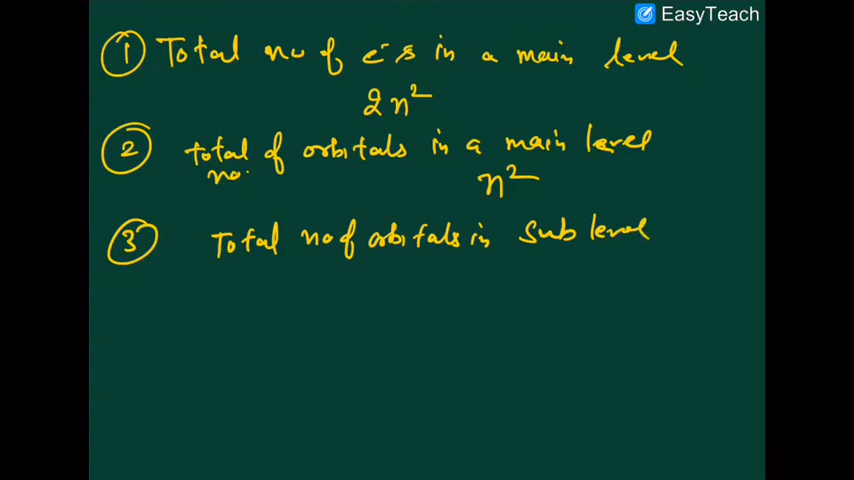 EasyTeach
① Total no of e⁻s in a main level
2n²
② total of orbitals in a main level
no.
n²
③ Total no of orbitals in Sub level